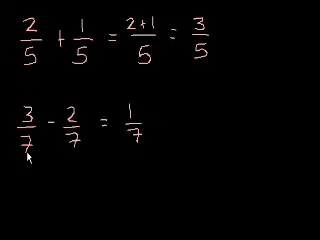 2/5 + 1/5 = 2+1/5 = 3/5
3/7 - 2/7 = 1/7